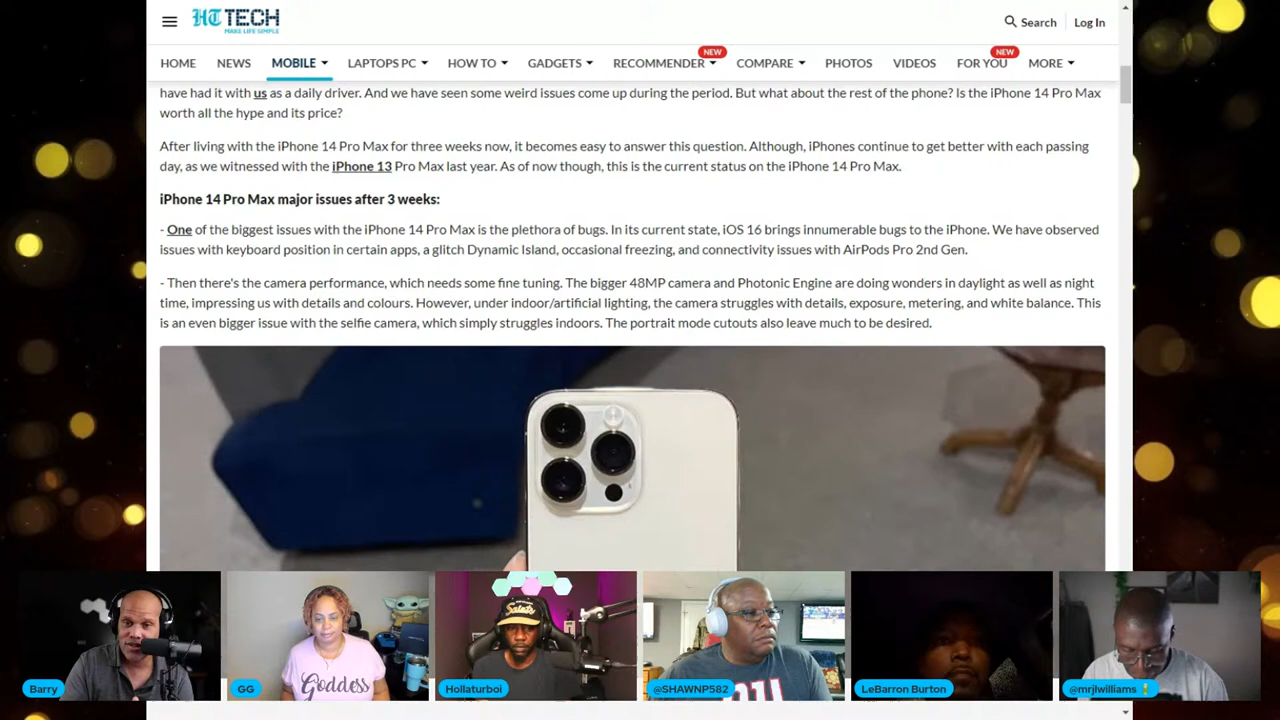 HT TECH
MAKE LIFE SIMPLE
Search
Log In
HOME
NEWS
MOBILE
LAPTOPS PC
HOW TO
GADGETS
RECOMMENDER
NEW
COMPARE
PHOTOS
VIDEOS
FOR YOU
NEW
MORE
have had it with us as a daily driver. And we have seen some weird issues come up during the period. But what about the rest of the phone? Is the iPhone 14 Pro Max
worth all the hype and its price?
After living with the iPhone 14 Pro Max for three weeks now, it becomes easy to answer this question. Although, iPhones continue to get better with each passing
day, as we witnessed with the iPhone 13 Pro Max last year. As of now though, this is the current status on the iPhone 14 Pro Max.
iPhone 14 Pro Max major issues after 3 weeks:
- One of the biggest issues with the iPhone 14 Pro Max is the plethora of bugs. In its current state, iOS 16 brings innumerable bugs to the iPhone. We have observed
issues with keyboard position in certain apps, a glitch Dynamic Island, occasional freezing, and connectivity issues with AirPods Pro 2nd Gen.
- Then there's the camera performance, which needs some fine tuning. The bigger 48MP camera and Photonic Engine are doing wonders in daylight as well as night
time, impressing us with details and colours. However, under indoor/artificial lighting, the camera struggles with details, exposure, metering, and white balance. This
is an even bigger issue with the selfie camera, which simply struggles indoors. The portrait mode cutouts also leave much to be desired.
Saints
Goddess
Barry
GG
Hollaturboi
@SHAWNP582
LeBarron Burton
@mrjlwilliams